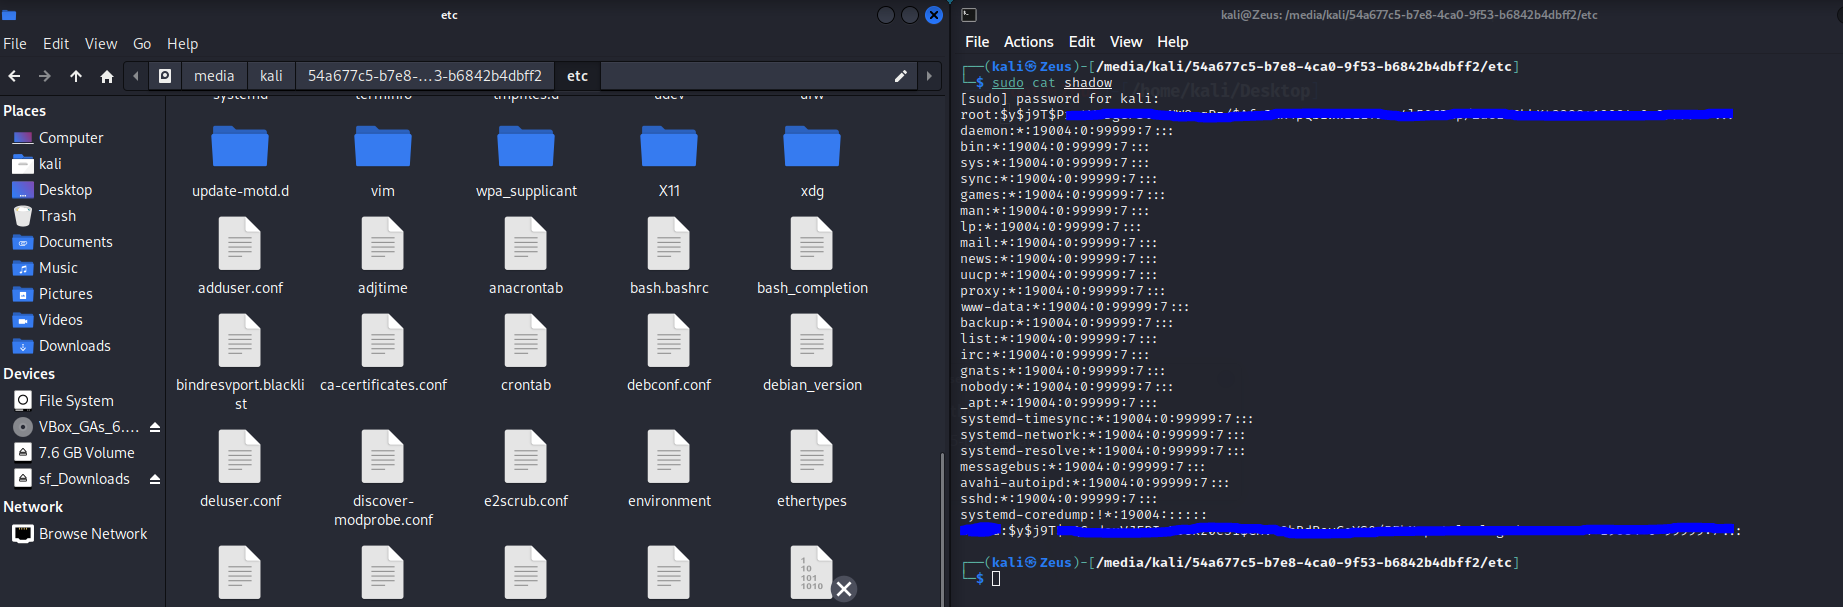 etc
File Edit View Go Help
media kali 54a677c5-b7e8-...3-b6842b4dbff2 etc
Places
Computer
kali
Desktop
Trash
Documents
Music
Pictures
Videos
Downloads
Devices
File System
VBox_GAs_6....
7.6 GB Volume
sf_Downloads
Network
Browse Network
update-motd.d vim wpa_supplicant X11 xdg
adduser.conf adjtime anacrontab bash.bashrc bash_completion
bindresvport.blackli ca-certificates.conf crontab debconf.conf debian_version
st
deluser.conf discover- e2scrub.conf environment ethertypes
modprobe.conf
kali@Zeus: /media/kali/54a677c5-b7e8-4ca0-9f53-b6842b4dbff2/etc
File Actions Edit View Help
(kali㉿Zeus)-[/media/kali/54a677c5-b7e8-4ca0-9f53-b6842b4dbff2/etc]
$ sudo cat shadow
/home/kali/Desktop
[sudo] password for kali:
root:$y$j9T$P
daemon:*:19004:0:99999:7:::
bin:*:19004:0:99999:7:::
sys:*:19004:0:99999:7:::
sync:*:19004:0:99999:7:::
games:*:19004:0:99999:7:::
man:*:19004:0:99999:7:::
lp:*:19004:0:99999:7:::
mail:*:19004:0:99999:7:::
news:*:19004:0:99999:7:::
uucp:*:19004:0:99999:7:::
proxy:*:19004:0:99999:7:::
www-data:*:19004:0:99999:7:::
backup:*:19004:0:99999:7:::
list:*:19004:0:99999:7:::
irc:*:19004:0:99999:7:::
gnats:*:19004:0:99999:7:::
nobody:*:19004:0:99999:7:::
_apt:*:19004:0:99999:7:::
systemd-timesync:*:19004:0:99999:7:::
systemd-network:*:19004:0:99999:7:::
systemd-resolve:*:19004:0:99999:7:::
messagebus:*:19004:0:99999:7:::
avahi-autoipd:*:19004:0:99999:7:::
sshd:*:19004:0:99999:7:::
systemd-coredump:!*:19004::::::
:$y$j9T
(kali㉿Zeus)-[/media/kali/54a677c5-b7e8-4ca0-9f53-b6842b4dbff2/etc]
$